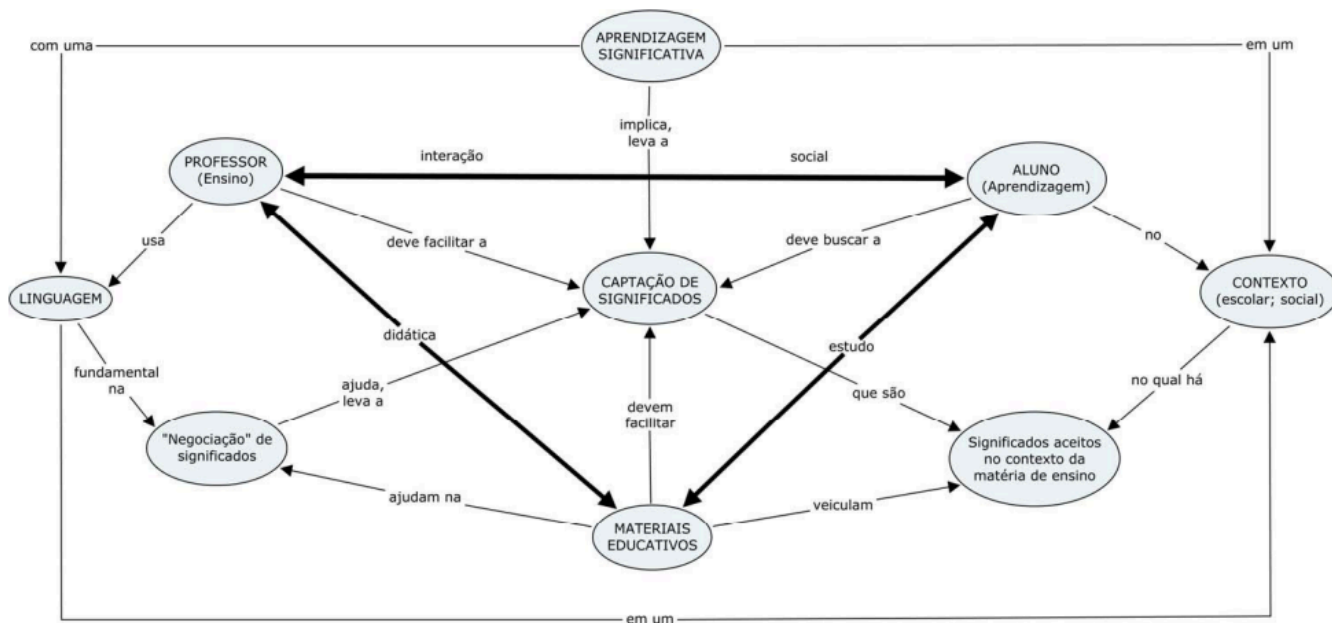 APRENDIZAGEM
SIGNIFICATIVA
com uma
em um
implica,
leva a
PROFESSOR
(Ensino)
interação
social
ALUNO
(Aprendizagem)
usa
deve facilitar a
deve buscar a
no
LINGUAGEM
CAPTAÇÃO DE
SIGNIFICADOS
CONTEXTO
(escolar; social)
didática
estudo
fundamental
na
ajuda,
leva a
devem
facilitar
que são
no qual há
"Negociação" de
significados
Significados aceitos
no contexto da
matéria de ensino
ajudam na
veiculam
MATERIAIS
EDUCATIVOS
em um